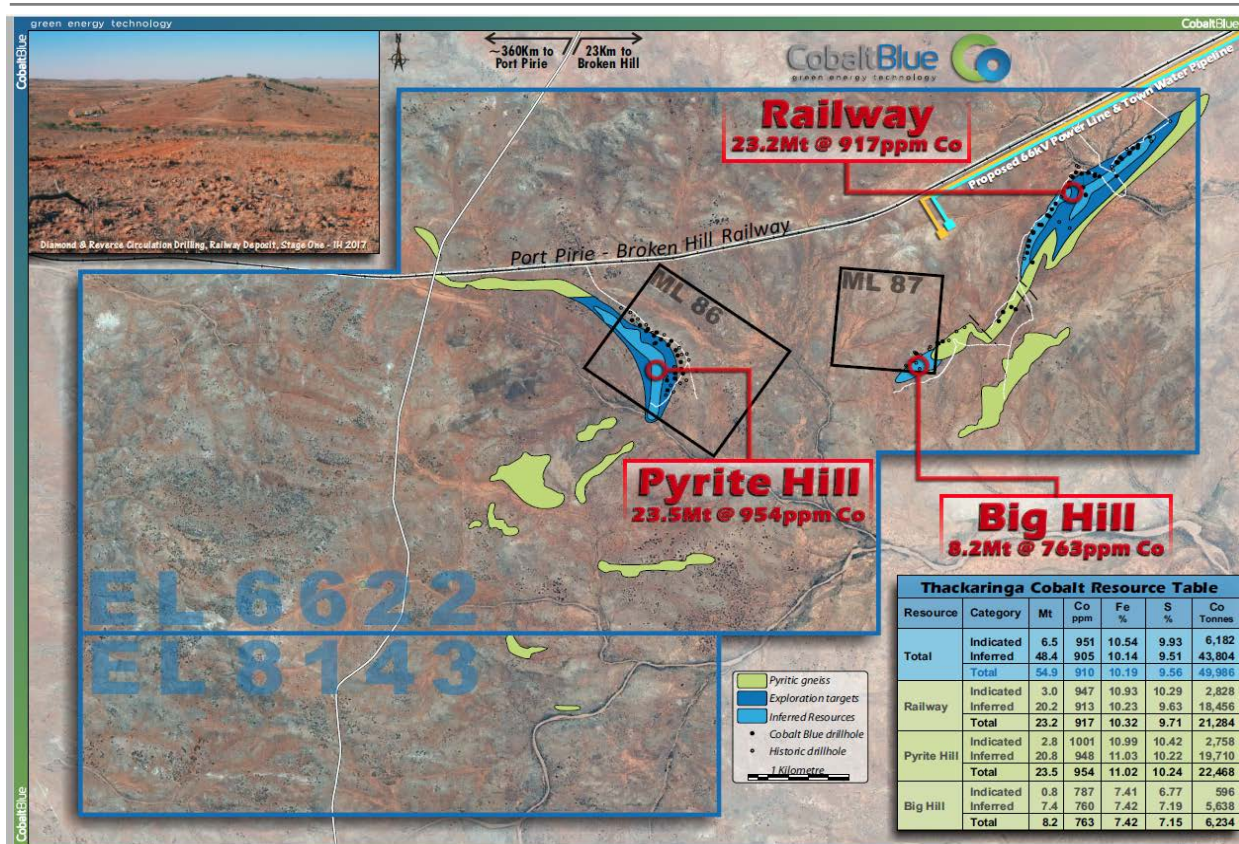 green energy technology
CobaltBlue
CobaltBlue
N
~360Km to
Port Pirie
23Km to
Broken Hill
CobaltBlue Co
green energy technology
Railway
23.2Mt @ 917ppm Co
Proposed 66kV Power Line & Town Water Pipeline
Diamond & Reverse Circulation Drilling, Railway Deposit, Stage One - 1H 2017
Port Pirie - Broken Hill Railway
ML 86
ML 87
Pyrite Hill
23.5Mt @ 954ppm Co
Big Hill
8.2Mt @ 763ppm Co
EL 6622
EL 8143
Pyritic gneiss
Exploration targets
Inferred Resources
Cobalt Blue drillhole
Historic drillhole
1 Kilometre
Thackaringa Cobalt Resource Table
Resource Category Mt Co ppm Fe % S % Co Tonnes
Total Indicated 6.5 951 10.54 9.93 6,182
Inferred 48.4 905 10.14 9.51 43,804
Total 54.9 910 10.19 9.56 49,986
Railway Indicated 3.0 947 10.93 10.29 2,828
Inferred 20.2 913 10.23 9.63 18,456
Total 23.2 917 10.32 9.71 21,284
Pyrite Hill Indicated 2.8 1001 10.99 10.42 2,758
Inferred 20.8 948 11.03 10.22 19,710
Total 23.5 954 11.02 10.24 22,468
Big Hill Indicated 0.8 787 7.41 6.77 596
Inferred 7.4 760 7.42 7.19 5,638
Total 8.2 763 7.42 7.15 6,234
CobaltBlue